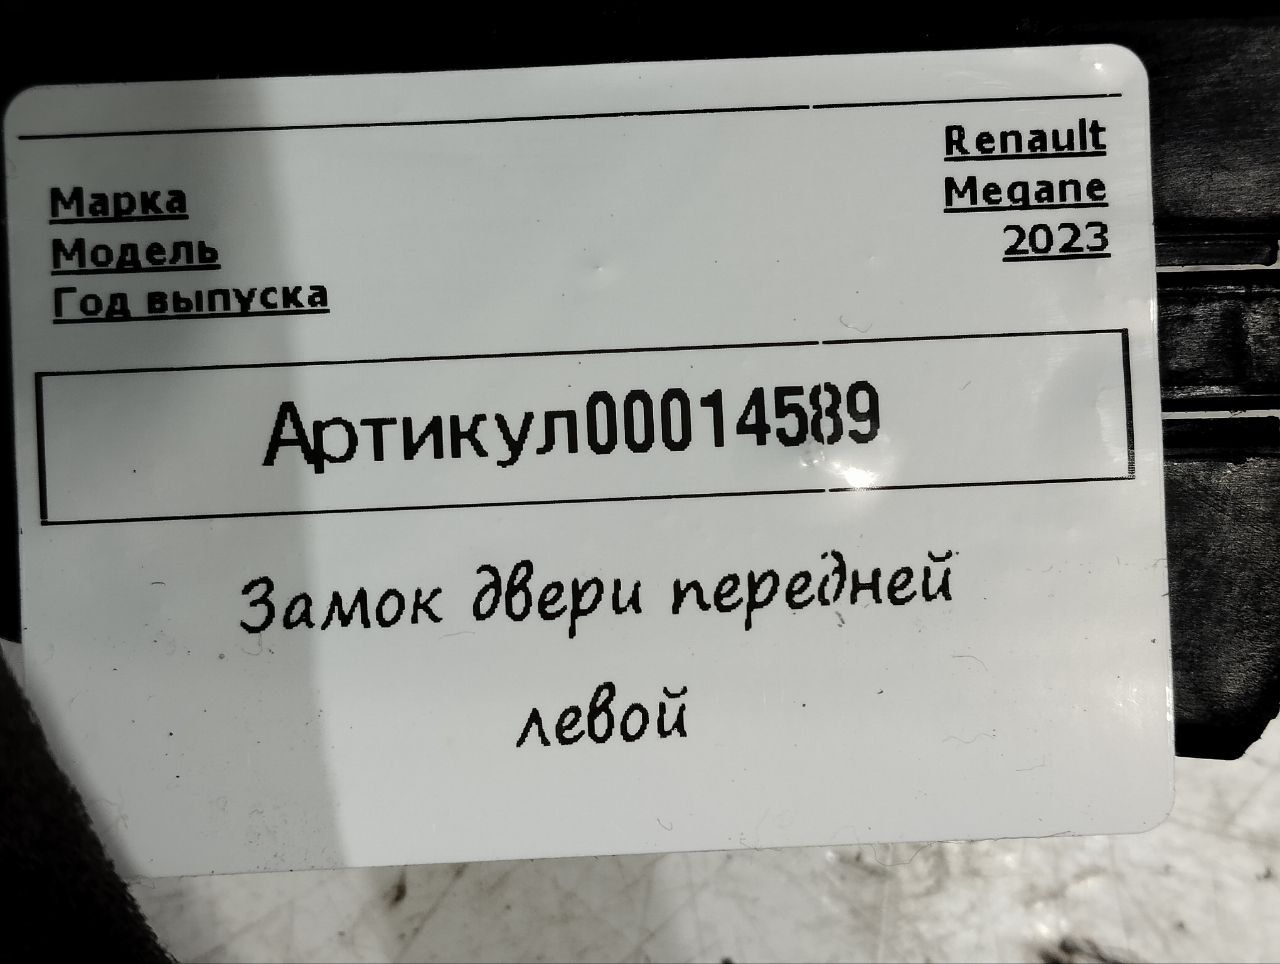 Renault
Марка
Megane
Модель
2023
Год выпуска
Артикул00014589
Замок двери передней
левой